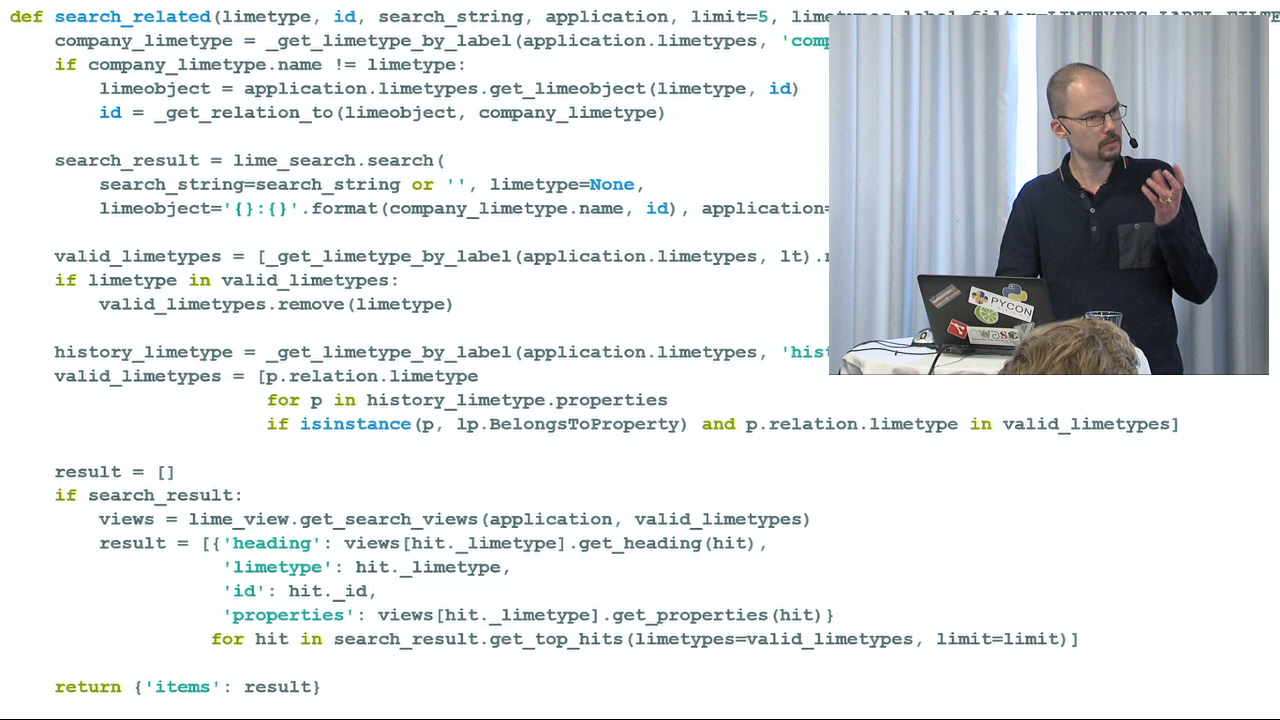 def search_related(limetype, id, search_string, application, limit=5, limetypes_label_filter=LIMETYPES_LABEL_FILTE
company_limetype = _get_limetype_by_label(application.limetypes, 'comp
if company_limetype.name != limetype:
limeobject = application.limetypes.get_limeobject(limetype, id)
id = _get_relation_to(limeobject, company_limetype)
search_result = lime_search.search(
search_string=search_string or '', limetype=None,
limeobject='{}:{}'.format(company_limetype.name, id), application=
valid_limetypes = [_get_limetype_by_label(application.limetypes, lt).n
if limetype in valid_limetypes:
valid_limetypes.remove(limetype)
history_limetype = _get_limetype_by_label(application.limetypes, 'hist
valid_limetypes = [p.relation.limetype
for p in history_limetype.properties
if isinstance(p, lp.BelongsToProperty) and p.relation.limetype in valid_limetypes]
result = []
if search_result:
views = lime_view.get_search_views(application, valid_limetypes)
result = [{'heading': views[hit._limetype].get_heading(hit),
'limetype': hit._limetype,
'id': hit._id,
'properties': views[hit._limetype].get_properties(hit)}
for hit in search_result.get_top_hits(limetypes=valid_limetypes, limit=limit)]
return {'items': result}
PYCON